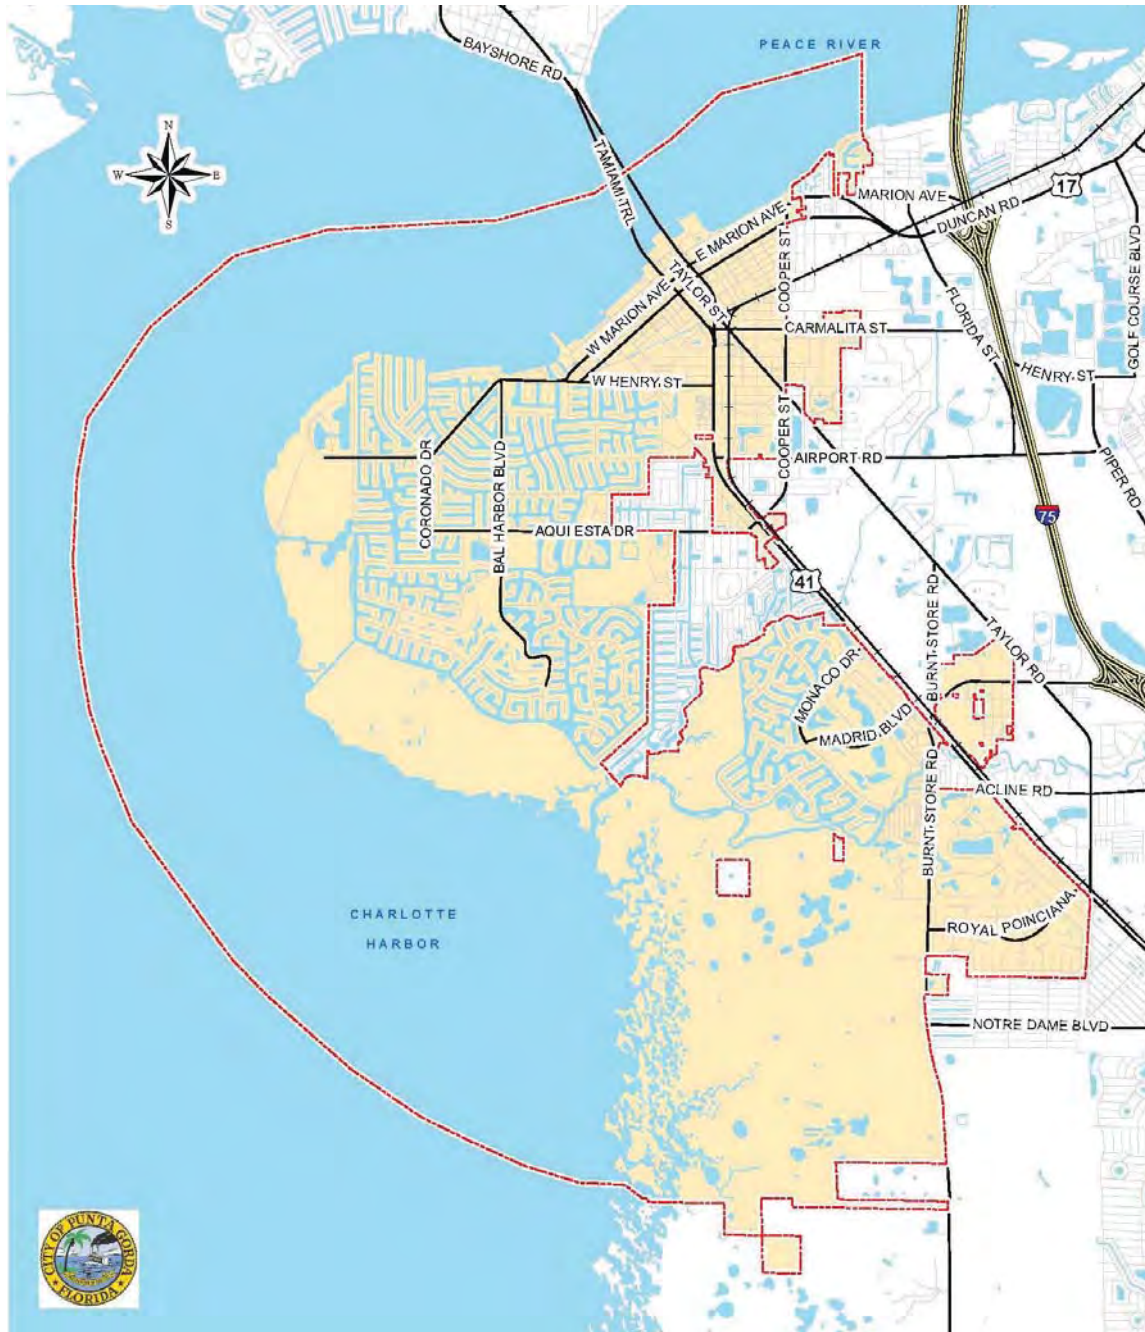 PEACE RIVER
BAYSHORE RD
N
W
E
S
TAMIAMI TRL
17
MARION AVE
DUNCAN RD
E MARION AVE
COOPER ST
TAYLOR ST
W MARION AVE
FLORIDA ST
GOLF COURSE BLVD
CARMALITA ST
HENRY ST
W HENRY ST
COOPER ST
CORONADO DR
BAL HARBOR BLVD
AIRPORT RD
PIPER RD
75
AQUI ESTA DR
41
BURNT STORE RD
TAYLOR RD
MONACO DR
MADRID BLVD
BURNT STORE RD
ACLINE RD
CHARLOTTE
HARBOR
ROYAL POINCIANA
NOTRE DAME BLVD
CITY OF PUNTA GORDA
FLORIDA